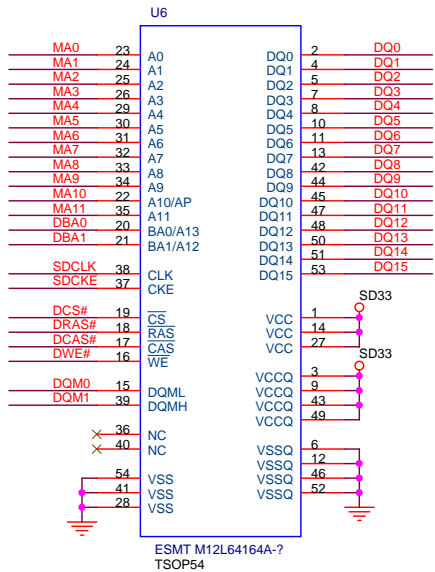 U6
MA0 23 A0 DQ0 2 DQ0
MA1 24 A1 DQ1 4 DQ1
MA2 25 A2 DQ2 5 DQ2
MA3 26 A3 DQ3 7 DQ3
MA4 29 A4 DQ4 8 DQ4
MA5 30 A5 DQ5 10 DQ5
MA6 31 A6 DQ6 11 DQ6
MA7 32 A7 DQ7 13 DQ7
MA8 33 A8 DQ8 42 DQ8
MA9 34 A9 DQ9 44 DQ9
MA10 22 A10/AP DQ10 45 DQ10
MA11 35 A11 DQ11 47 DQ11
DBA0 20 BA0/A13 DQ12 48 DQ12
DBA1 21 BA1/A12 DQ13 50 DQ13
DQ14 51 DQ14
SDCLK 38 CLK DQ15 53 DQ15
SDCKE 37 CKE
SD33
DCS# 19 CS VCC 1
DRAS# 18 RAS VCC 14
DCAS# 17 CAS VCC 27
DWE# 16 WE
SD33
VCCQ 3
DQM0 15 DQML VCCQ 9
DQM1 39 DQMH VCCQ 43
VCCQ 49
36 NC
40 NC VSSQ 6
VSSQ 12
54 VSS VSSQ 46
41 VSS VSSQ 52
28 VSS
ESMT M12L64164A-?
TSOP54